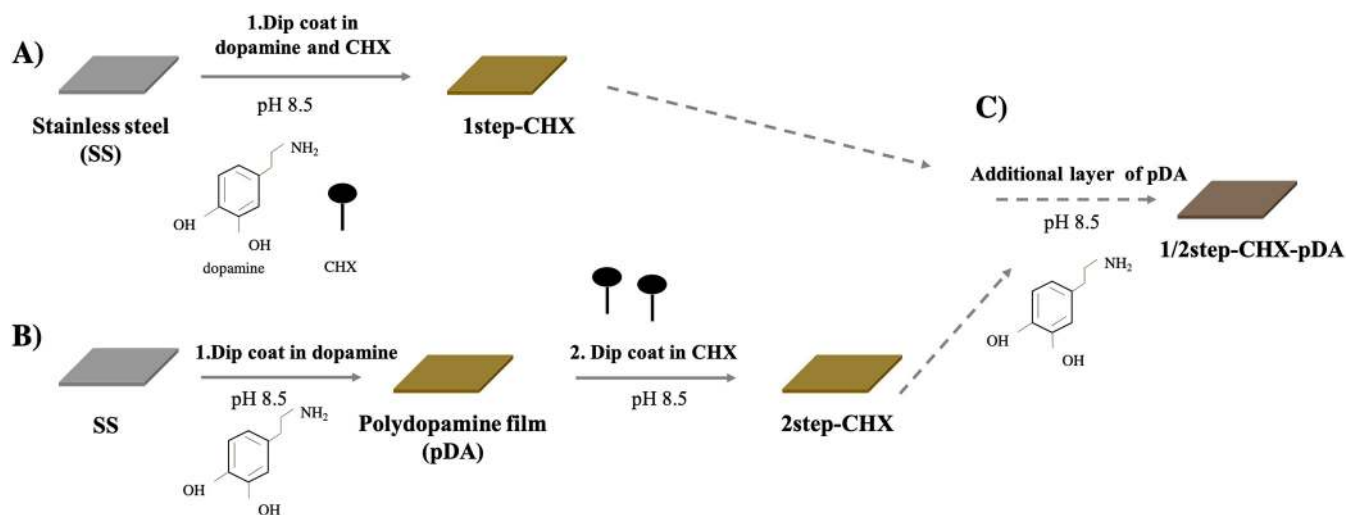 A)
1.Dip coat in
dopamine and CHX
pH 8.5
Stainless steel
(SS)
1step-CHX
NH2
OH
OH
dopamine
CHX
B)
1.Dip coat in dopamine
pH 8.5
SS
NH2
OH
OH
Polydopamine film
(pDA)
2. Dip coat in CHX
pH 8.5
2step-CHX
C)
Additional layer of pDA
pH 8.5
1/2step-CHX-pDA
NH2
OH
OH